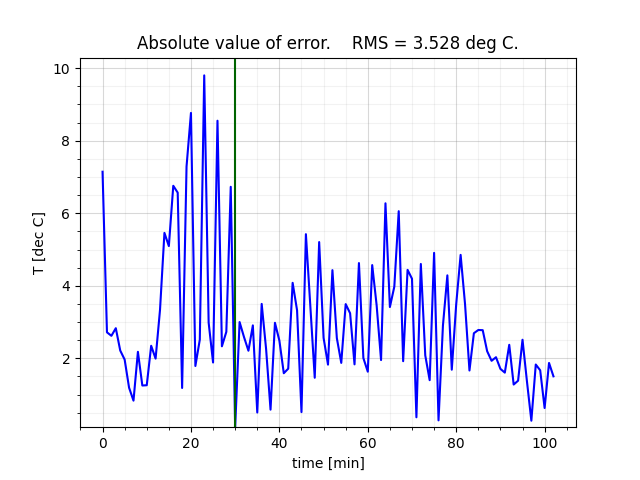 Absolute value of error.    RMS = 3.528 deg C.
10
8
6
4
2
T [dec C]
0 20 40 60 80 100
time [min]